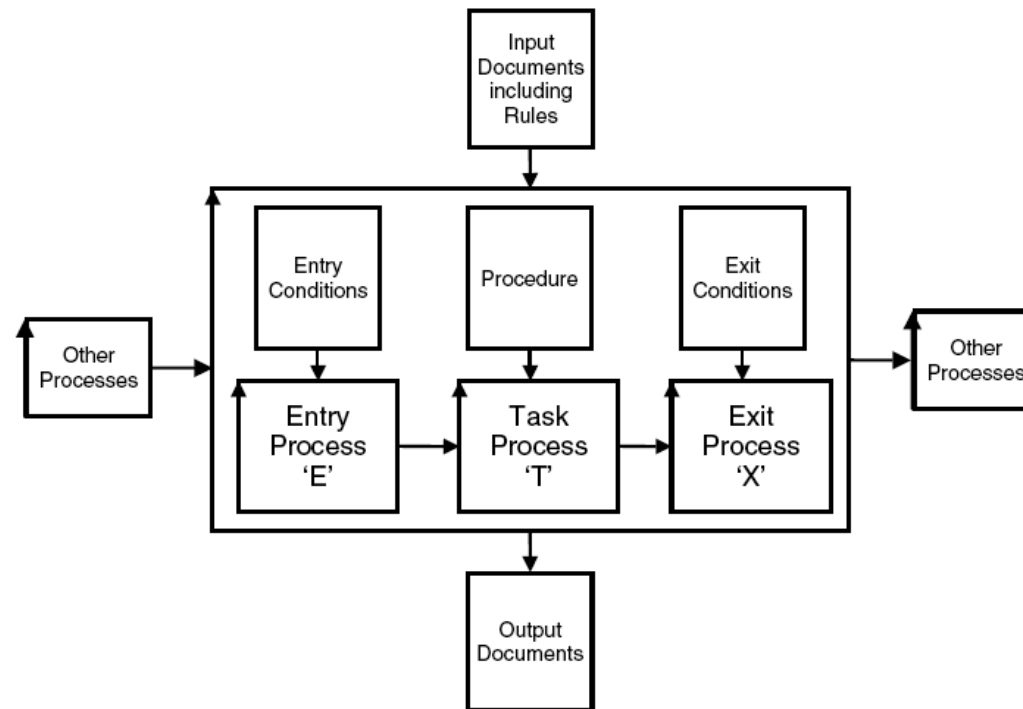 Input
Documents
including
Rules
Entry
Conditions
Procedure
Exit
Conditions
Other
Processes
Entry
Process
‘E’
Task
Process
‘T’
Exit
Process
‘X’
Other
Processes
Output
Documents